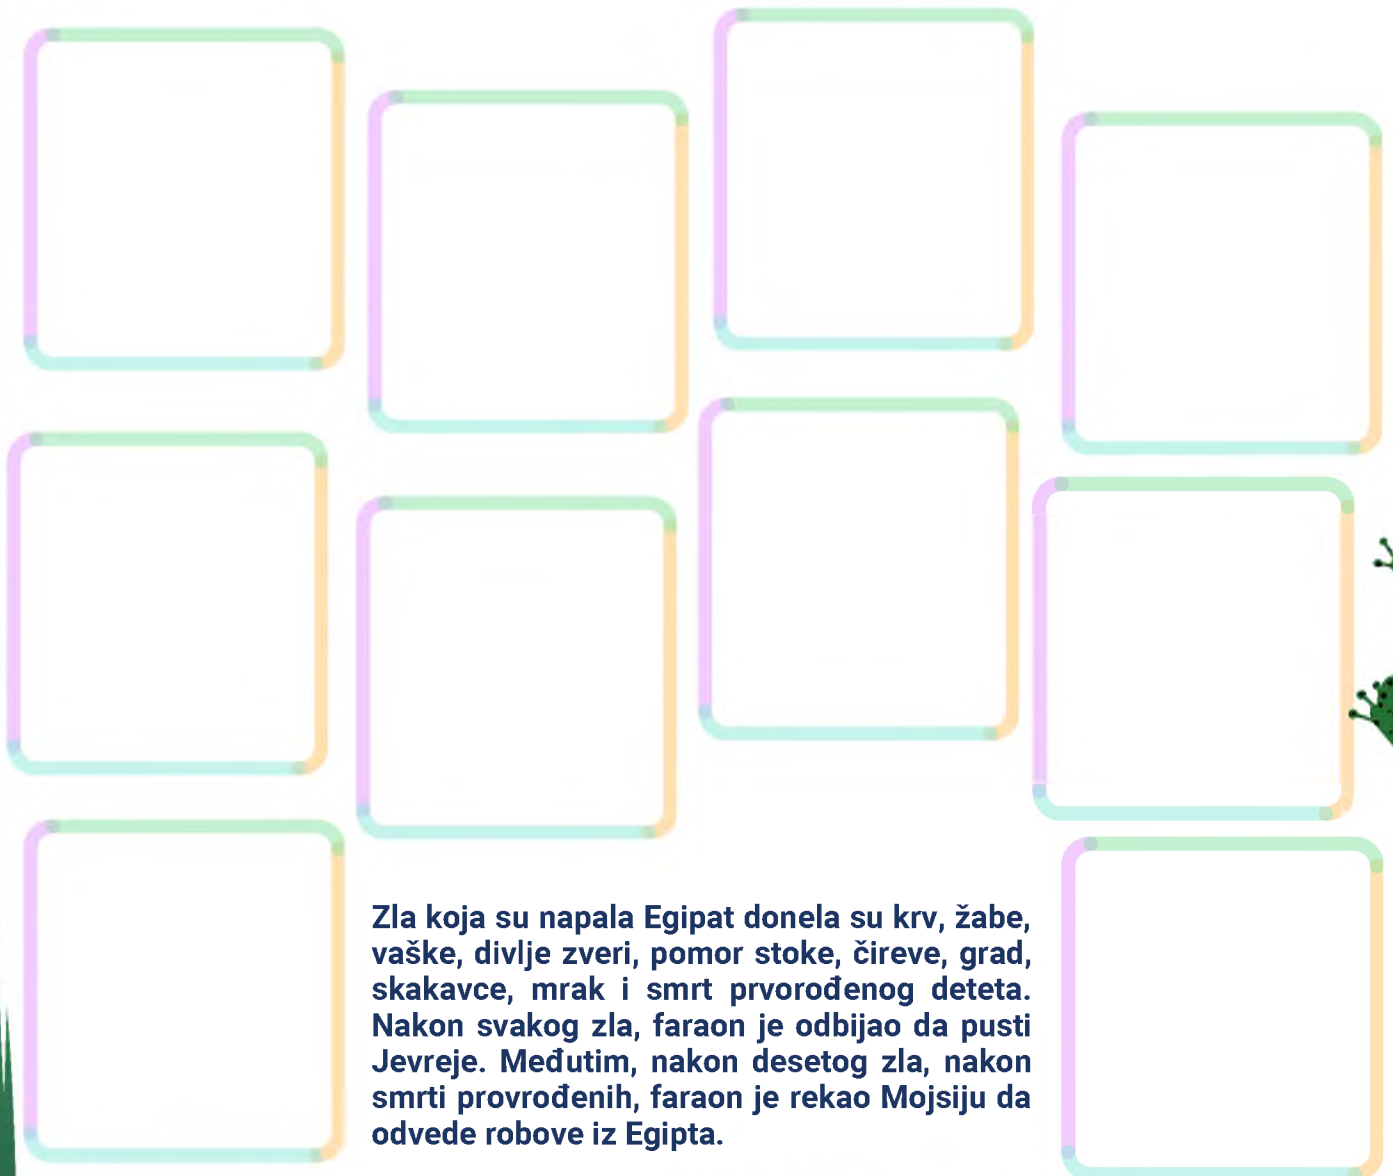 Zla koja su napala Egipat donela su krv, žabe,
vaške, divlje zveri, pomor stoke, čireve, grad,
skakavce, mrak i smrt prvorođenog deteta.
Nakon svakog zla, faraon je odbijao da pusti
Jevreje. Međutim, nakon desetog zla, nakon
smrti provrođenih, faraon je rekao Mojsiju da
odvede robove iz Egipta.